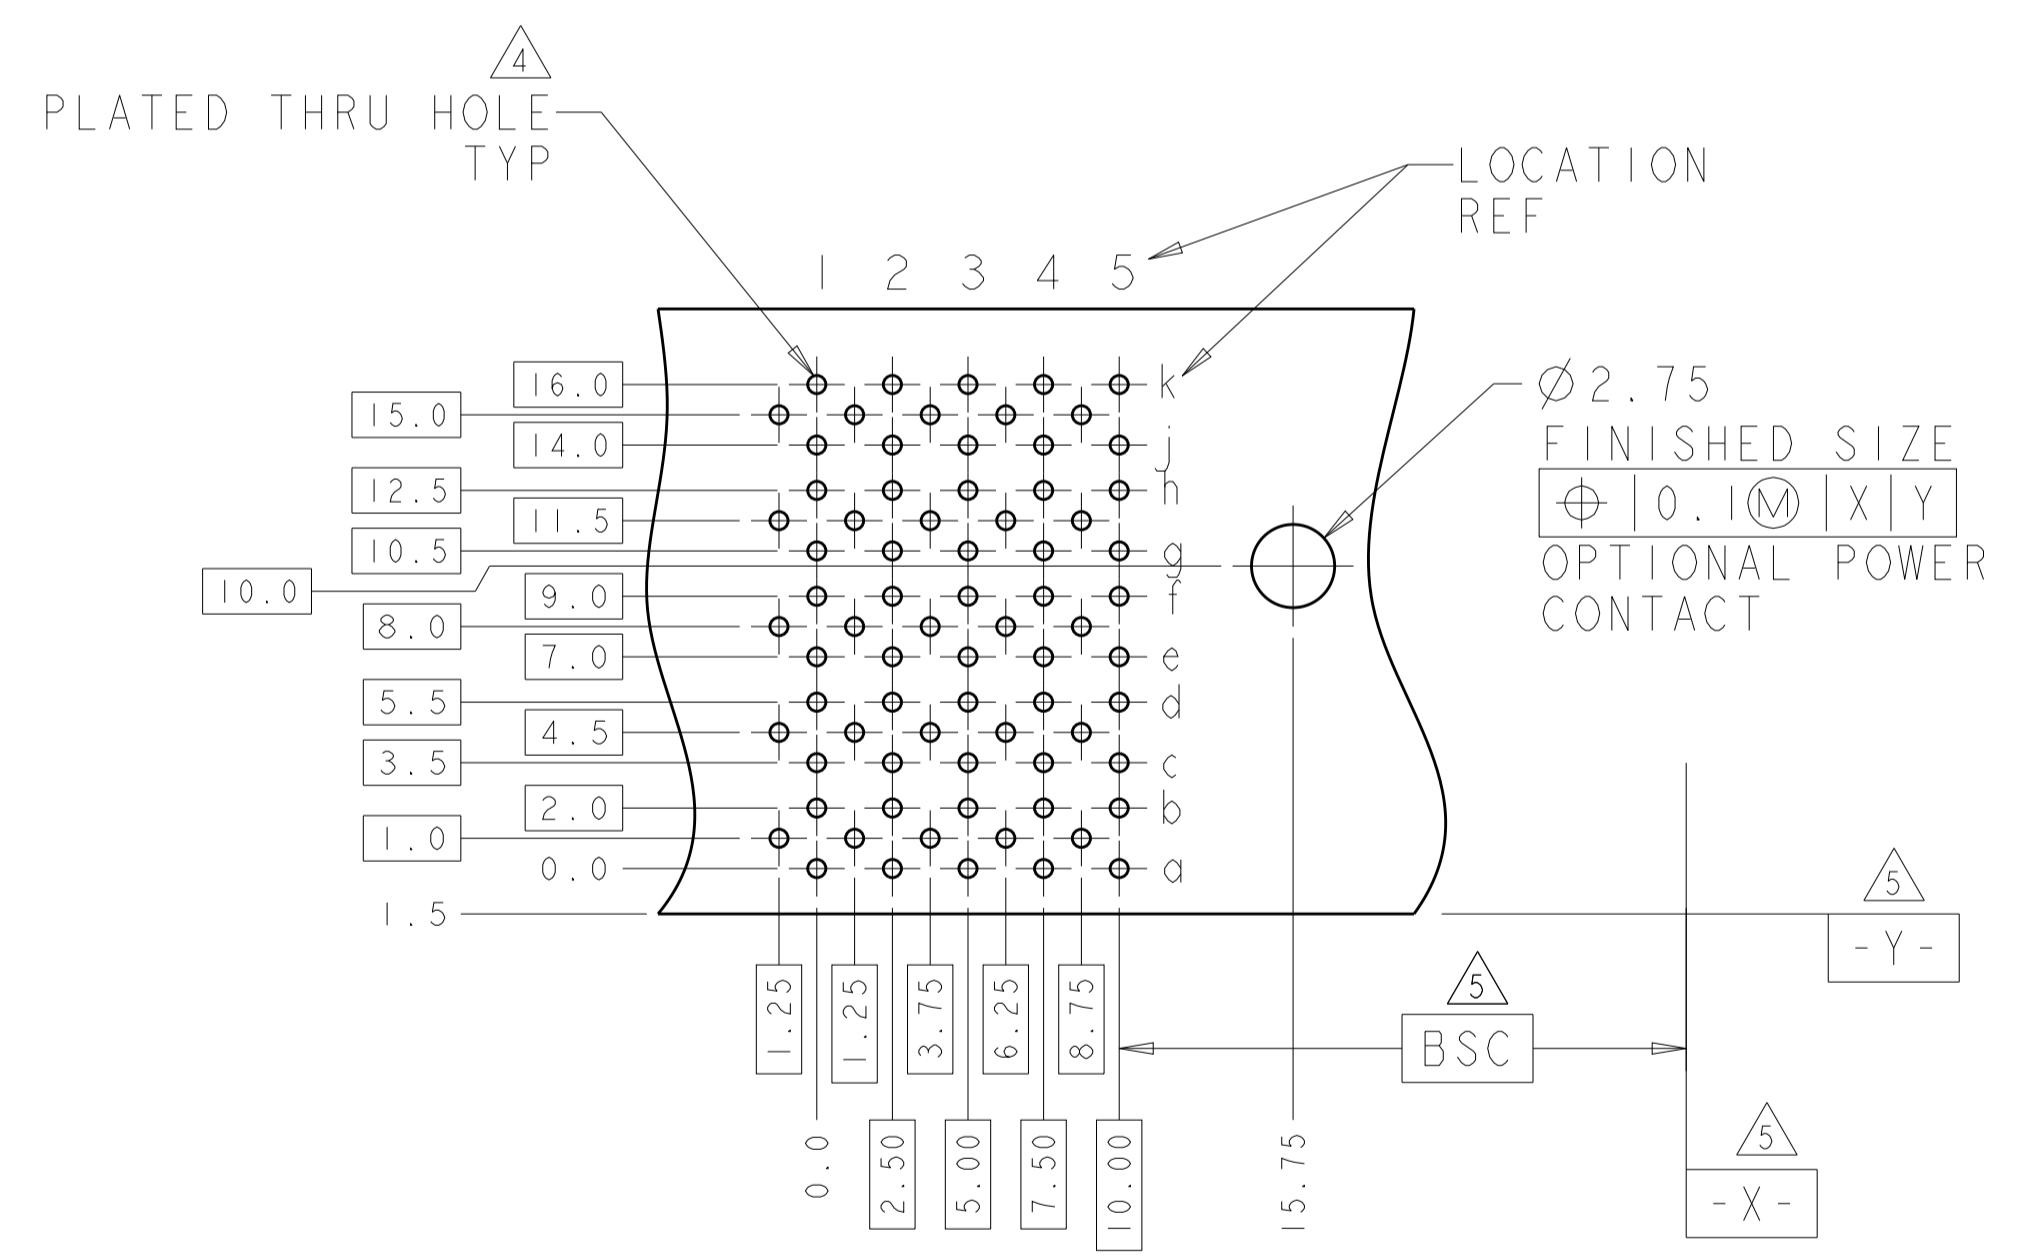 4
PLATED THRU HOLE
TYP
LOCATION
REF
1 2 3 4 5
16.0
k
15.0
14.0
j
12.5
h
11.5
10.5
g
10.0
9.0
f
8.0
7.0
e
5.5
d
4.5
3.5
c
2.0
b
1.0
0.0
a
1.5
⌀2.75
FINISHED SIZE
⌖ 0.1Ⓜ X Y
OPTIONAL POWER
CONTACT
5
-Y-
1.25 1.25 3.75 6.25 8.75
5
BSC
0.0 2.50 5.00 7.50 10.00 15.75
5
-X-